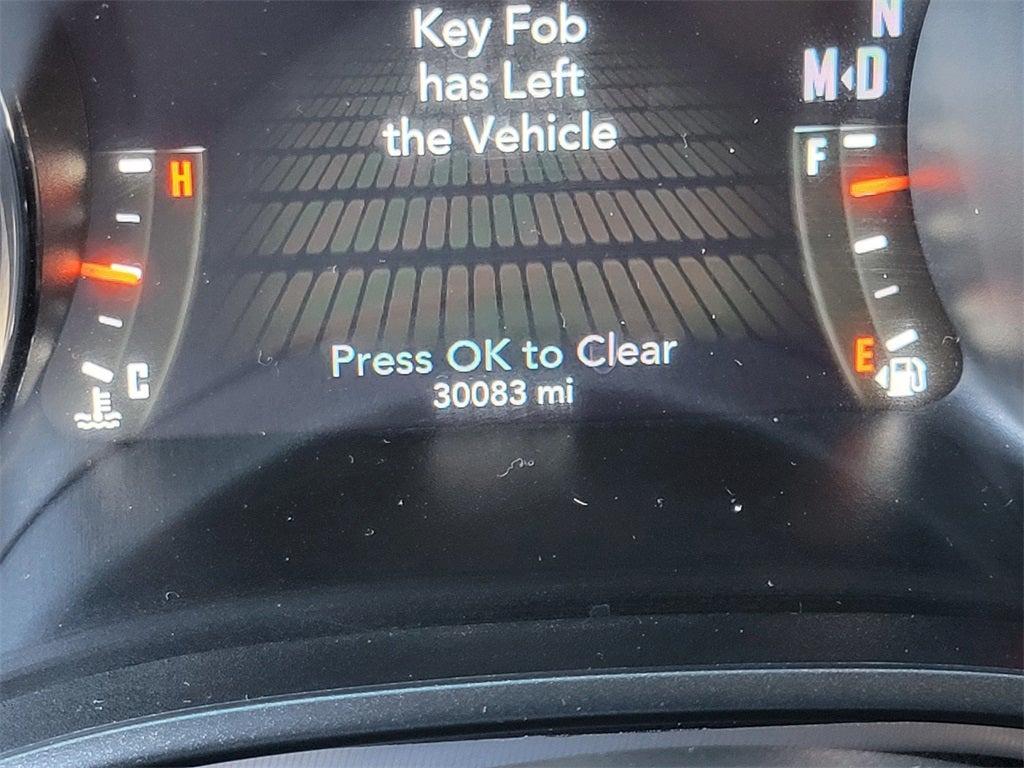 N
Key Fob
has Left
the Vehicle
M D
H
F
E
C
Press OK to Clear
30083 mi